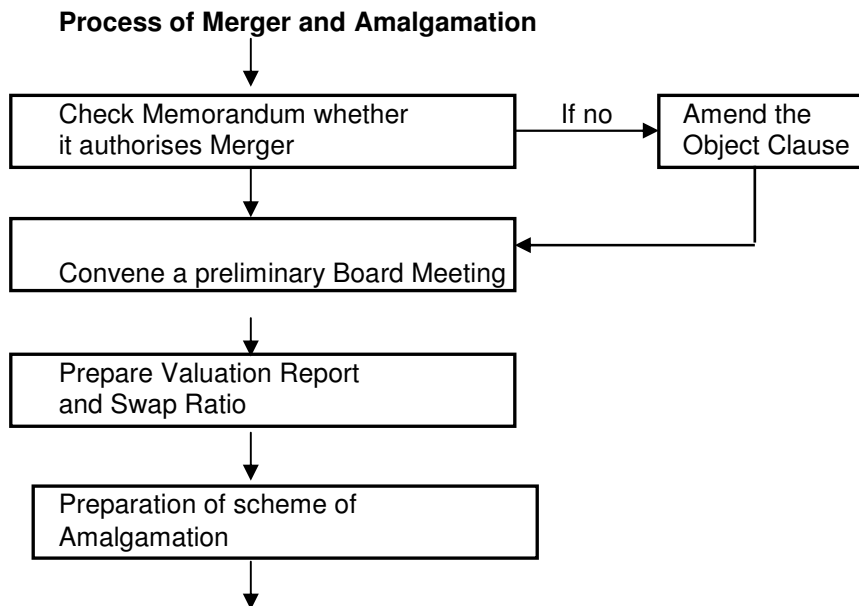 Process of Merger and Amalgamation
Check Memorandum whether
it authorises Merger
If no
Amend the
Object Clause
Convene a preliminary Board Meeting
Prepare Valuation Report
and Swap Ratio
Preparation of scheme of
Amalgamation